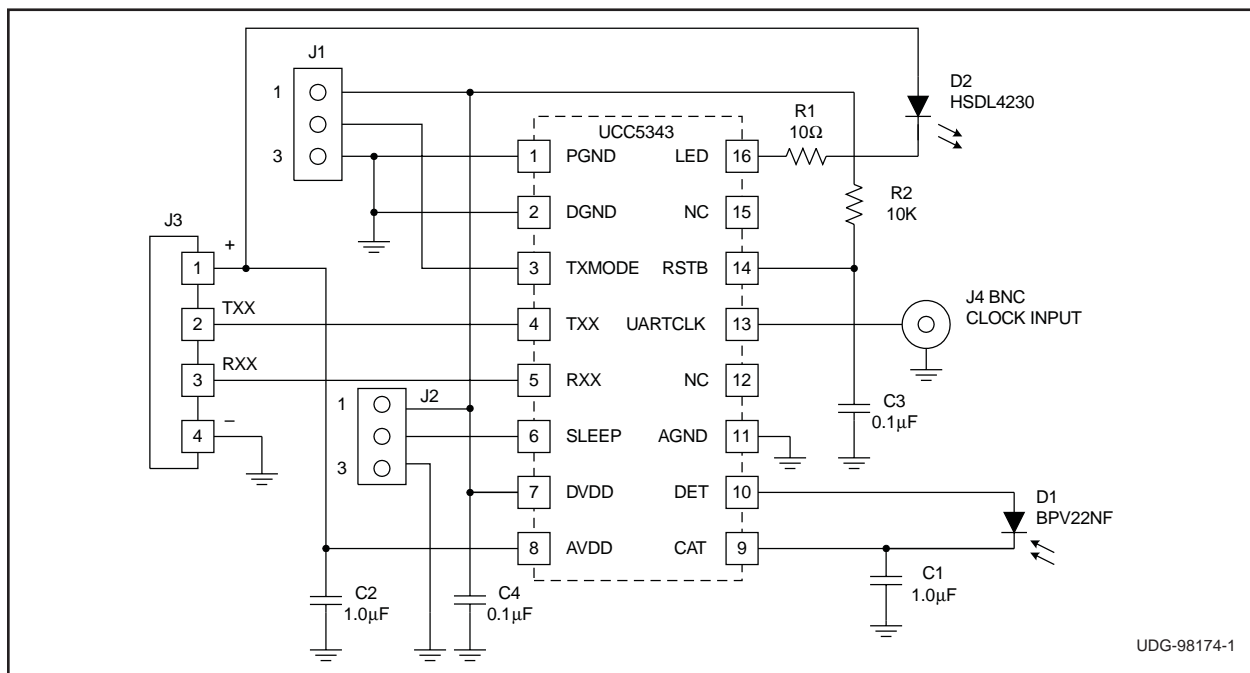 J1
1
3
J3
+
1
TXX
2
RXX
3
–
4
J2
1
3
UCC5343
1 PGND
2 DGND
3 TXMODE
4 TXX
5 RXX
6 SLEEP
7 DVDD
8 AVDD
LED 16
NC 15
RSTB 14
UARTCLK 13
NC 12
AGND 11
DET 10
CAT 9
R1
10Ω
D2
HSDL4230
R2
10K
J4 BNC
CLOCK INPUT
C3
0.1µF
D1
BPV22NF
C1
1.0µF
C2
1.0µF
C4
0.1µF
UDG-98174-1